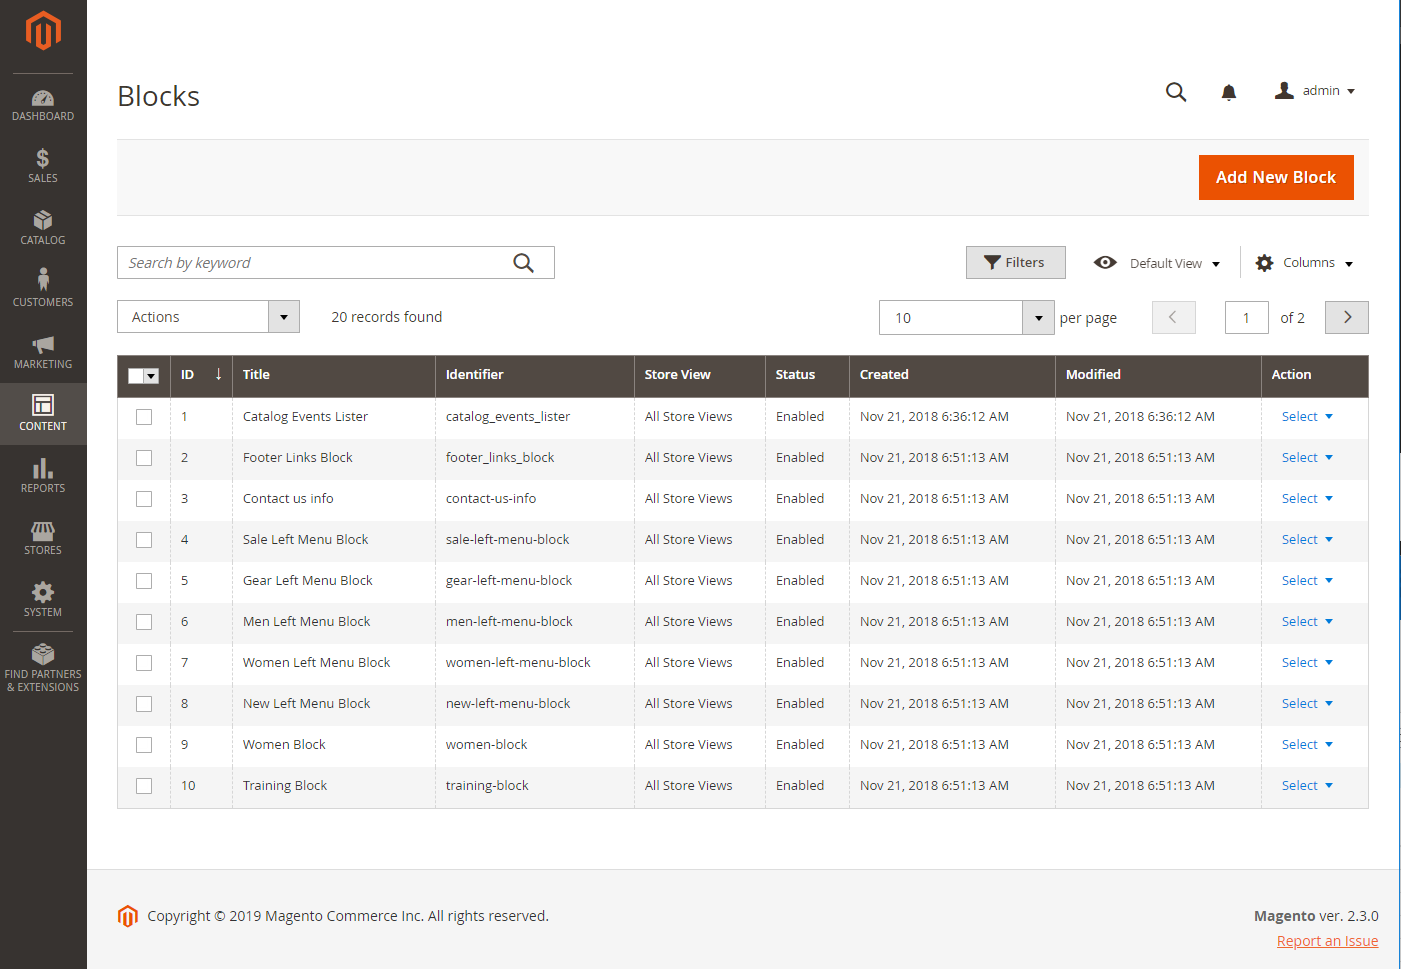 Blocks
admin
DASHBOARD
SALES
CATALOG
CUSTOMERS
MARKETING
CONTENT
REPORTS
STORES
SYSTEM
FIND PARTNERS
& EXTENSIONS
Add New Block
Search by keyword
Filters
Default View
Columns
Actions
20 records found
10
per page
1
of 2
ID ↓ Title Identifier Store View Status Created Modified Action
1 Catalog Events Lister catalog_events_lister All Store Views Enabled Nov 21, 2018 6:36:12 AM Nov 21, 2018 6:36:12 AM Select
2 Footer Links Block footer_links_block All Store Views Enabled Nov 21, 2018 6:51:13 AM Nov 21, 2018 6:51:13 AM Select
3 Contact us info contact-us-info All Store Views Enabled Nov 21, 2018 6:51:13 AM Nov 21, 2018 6:51:13 AM Select
4 Sale Left Menu Block sale-left-menu-block All Store Views Enabled Nov 21, 2018 6:51:13 AM Nov 21, 2018 6:51:13 AM Select
5 Gear Left Menu Block gear-left-menu-block All Store Views Enabled Nov 21, 2018 6:51:13 AM Nov 21, 2018 6:51:13 AM Select
6 Men Left Menu Block men-left-menu-block All Store Views Enabled Nov 21, 2018 6:51:13 AM Nov 21, 2018 6:51:13 AM Select
7 Women Left Menu Block women-left-menu-block All Store Views Enabled Nov 21, 2018 6:51:13 AM Nov 21, 2018 6:51:13 AM Select
8 New Left Menu Block new-left-menu-block All Store Views Enabled Nov 21, 2018 6:51:13 AM Nov 21, 2018 6:51:13 AM Select
9 Women Block women-block All Store Views Enabled Nov 21, 2018 6:51:13 AM Nov 21, 2018 6:51:13 AM Select
10 Training Block training-block All Store Views Enabled Nov 21, 2018 6:51:13 AM Nov 21, 2018 6:51:13 AM Select
Copyright © 2019 Magento Commerce Inc. All rights reserved.
Magento ver. 2.3.0
Report an Issue